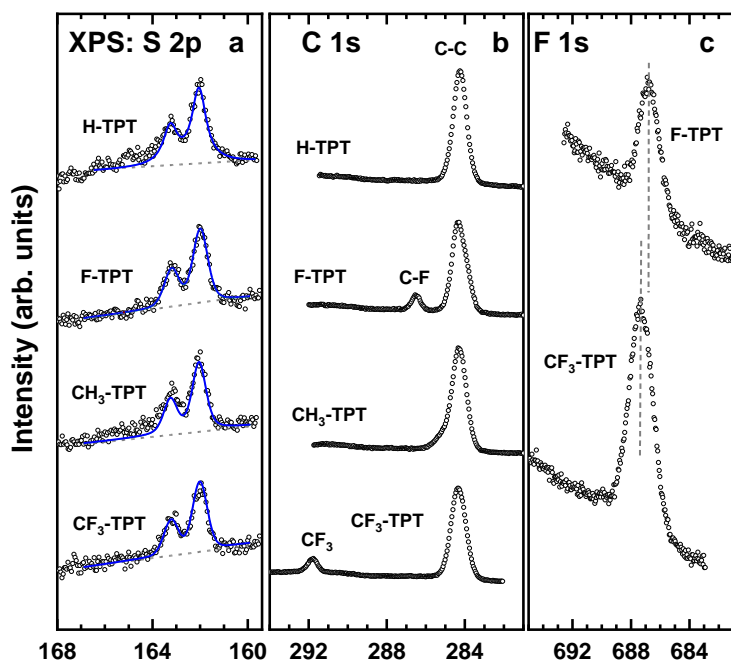 XPS: S 2p a
H-TPT
F-TPT
CH₃-TPT
CF₃-TPT
C 1s b
C-C
H-TPT
F-TPT
C-F
CH₃-TPT
CF₃-TPT
CF₃
F 1s c
F-TPT
CF₃-TPT
Intensity (arb. units)
168 164 160
292 288 284
692 688 684